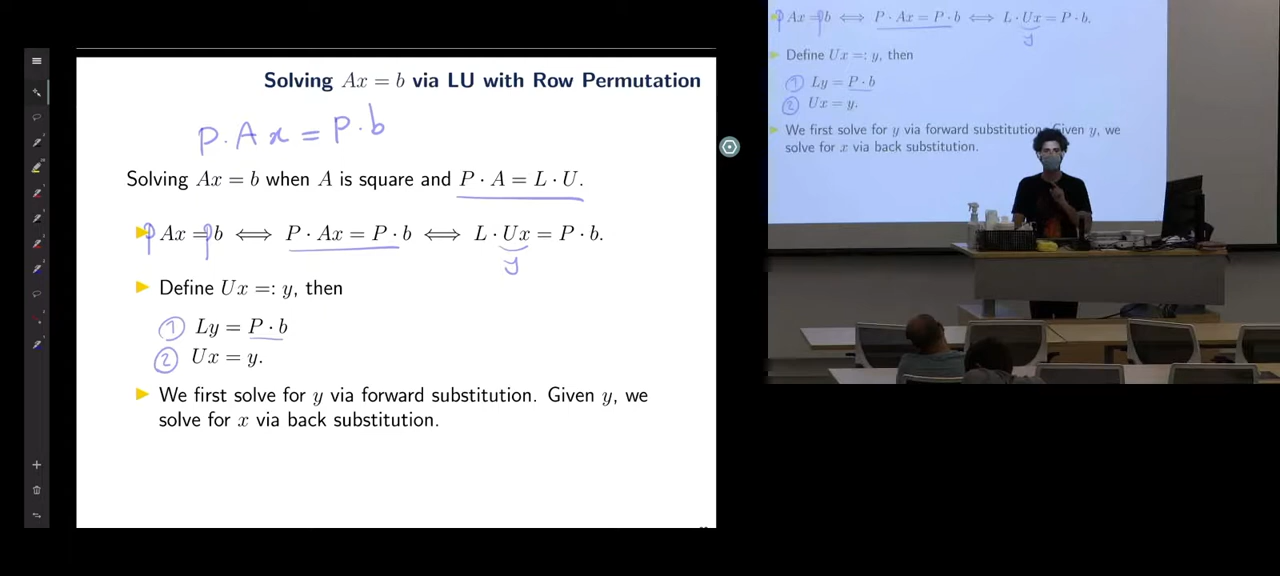 Solving Ax = b via LU with Row Permutation
P · A x = P · b
Solving Ax = b when A is square and P · A = L · U.
P Ax = P b ⟺ P · Ax = P · b ⟺ L · Ux = P · b.
y
Define Ux =: y, then
① Ly = P · b
② Ux = y.
We first solve for y via forward substitution. Given y, we
solve for x via back substitution.
P Ax = P b ⟺ P · Ax = P · b ⟺ L · Ux = P · b.
y
Define Ux =: y, then
① Ly = P · b
② Ux = y.
We first solve for y via forward substitution. Given y, we
solve for x via back substitution.